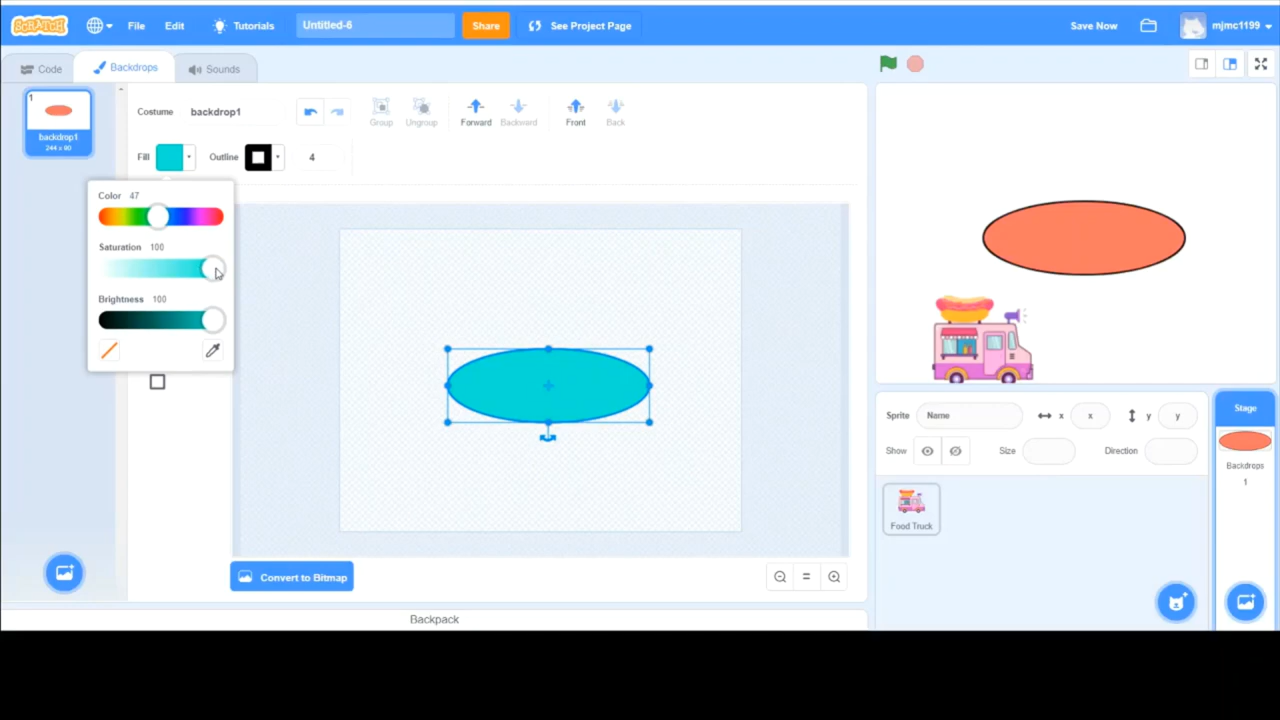 SCRATCH
File
Edit
Tutorials
Untitled-6
Share
See Project Page
Save Now
mjmc1199
Code
Backdrops
Sounds
1
backdrop1
244 x 90
Costume
backdrop1
Group
Ungroup
Forward
Backward
Front
Back
Fill
Outline
4
Color 47
Saturation 100
Brightness 100
Convert to Bitmap
Backpack
Sprite
Name
x
x
y
y
Show
Size
Direction
Food Truck
Stage
Backdrops
1